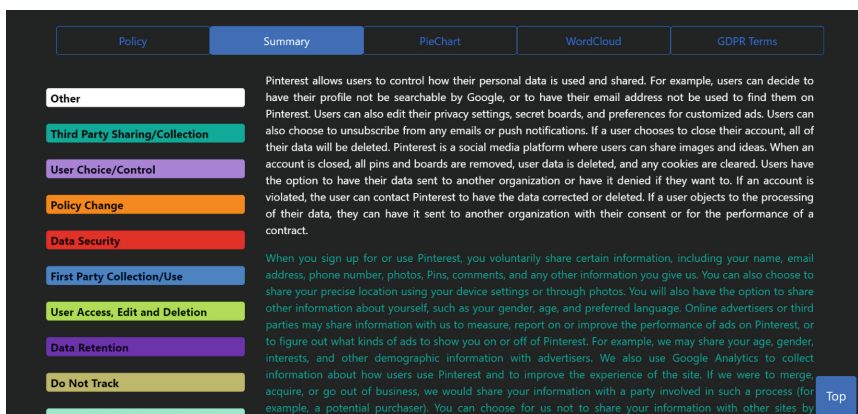 Policy
Summary
PieChart
WordCloud
GDPR Terms
Other
Third Party Sharing/Collection
User Choice/Control
Policy Change
Data Security
First Party Collection/Use
User Access, Edit and Deletion
Data Retention
Do Not Track
Pinterest allows users to control how their personal data is used and shared. For example, users can decide to
have their profile not be searchable by Google, or to have their email address not be used to find them on
Pinterest. Users can also edit their privacy settings, secret boards, and preferences for customized ads. Users can
also choose to unsubscribe from any emails or push notifications. If a user chooses to close their account, all of
their data will be deleted. Pinterest is a social media platform where users can share images and ideas. When an
account is closed, all pins and boards are removed, user data is deleted, and any cookies are cleared. Users have
the option to have their data sent to another organization or have it denied if they want to. If an account is
violated, the user can contact Pinterest to have the data corrected or deleted. If a user objects to the processing
of their data, they can have it sent to another organization with their consent or for the performance of a
contract.
When you sign up for or use Pinterest, you voluntarily share certain information, including your name, email
address, phone number, photos, Pins, comments, and any other information you give us. You can also choose to
share your precise location using your device settings or through photos. You will also have the option to share
other information about yourself, such as your gender, age, and preferred language. Online advertisers or third
parties may share information with us to measure, report on or improve the performance of ads on Pinterest, or
to figure out what kinds of ads to show you on or off of Pinterest. For example, we may share your age, gender,
interests, and other demographic information with advertisers. We also use Google Analytics to collect
information about how users use Pinterest and to improve the experience of the site. If we were to merge,
acquire, or go out of business, we would share your information with a party involved in such a process (for
example, a potential purchaser). You can choose for us not to share your information with other sites by
Top